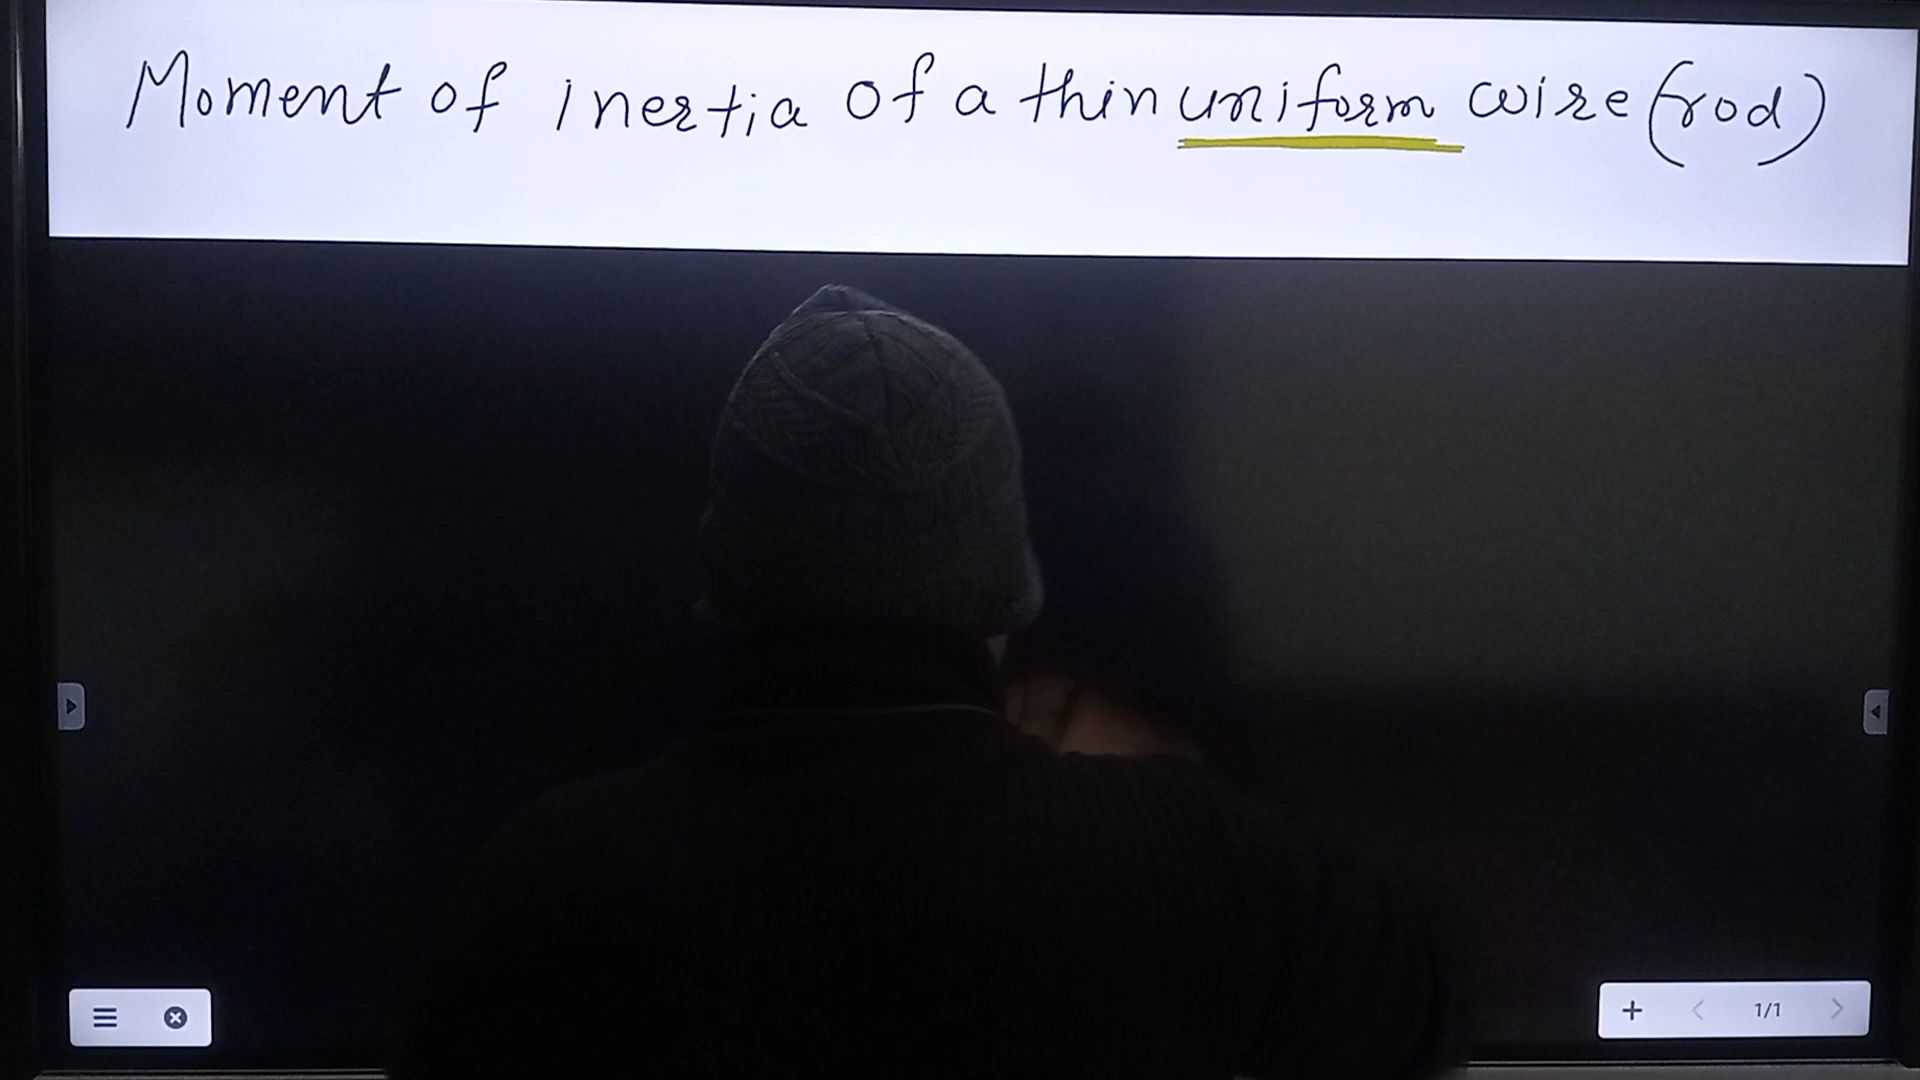 Moment of inertia of a thin uniform wire (rod)
1/1